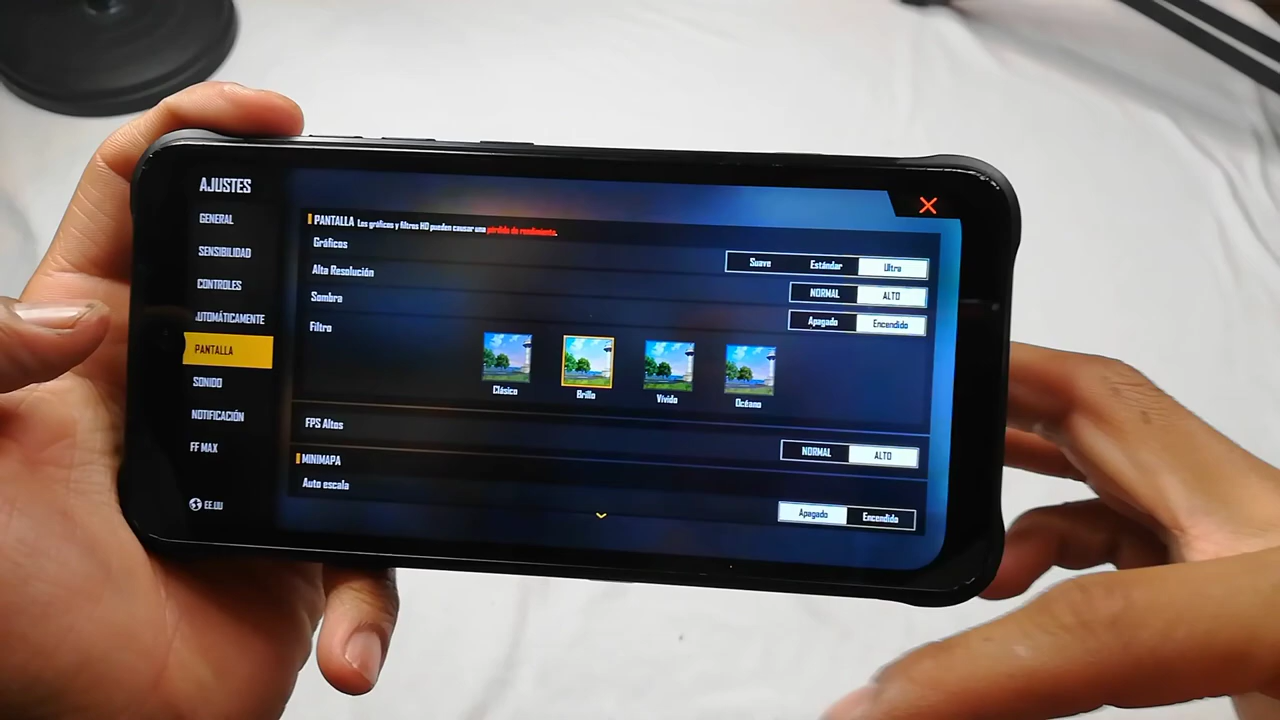 AJUSTES
GENERAL
SENSIBILIDAD
CONTROLES
AUTOMÁTICAMENTE
PANTALLA
SONIDO
NOTIFICACIÓN
FF MAX
EE.UU
PANTALLA Los gráficos y filtros HD pueden causar una pérdida de rendimiento.
Gráficos
Suave Estándar Ultra
Alta Resolución
NORMAL ALTO
Sombra
Apagado Encendido
Filtro
Clásico Brillo Vívido Océano
FPS Altos
NORMAL ALTO
MINIMAPA
Auto escala
Apagado Encendido